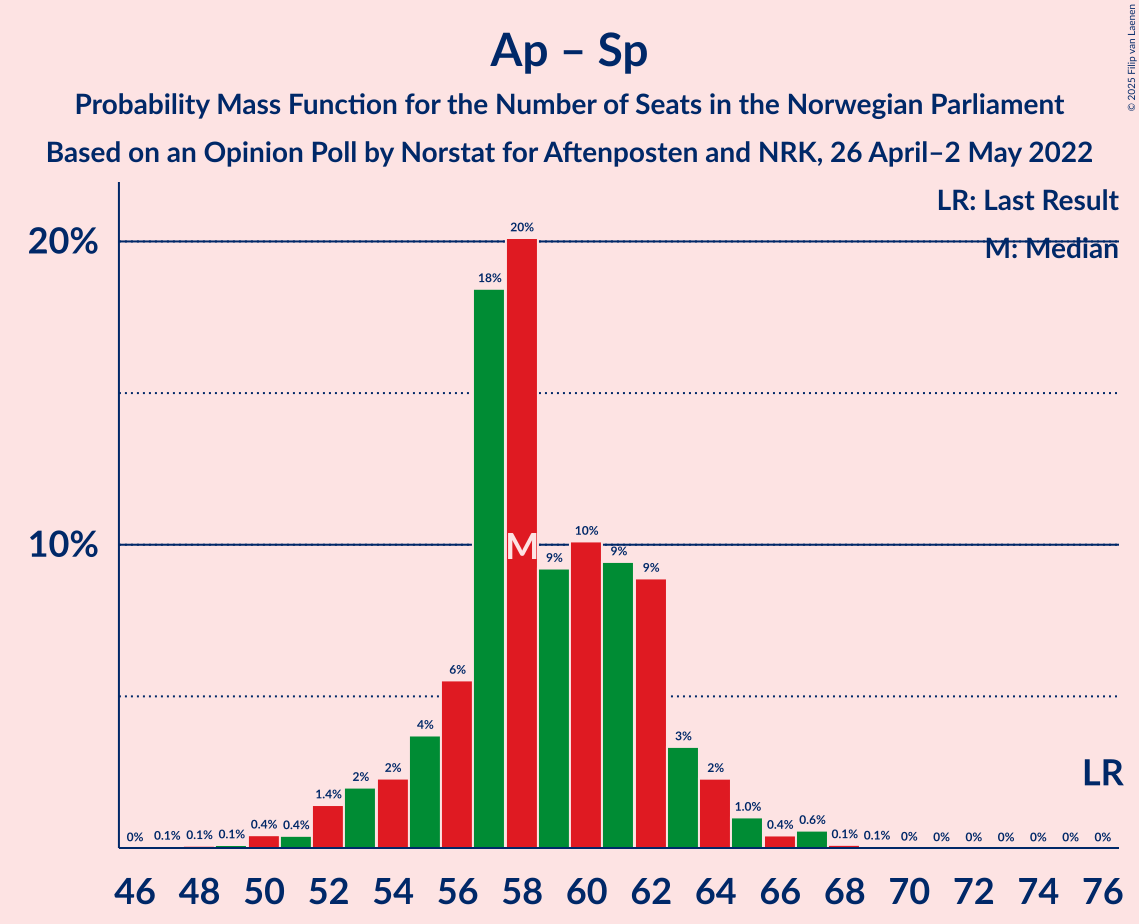 Ap – Sp
Probability Mass Function for the Number of Seats in the Norwegian Parliament
Based on an Opinion Poll by Norstat for Aftenposten and NRK, 26 April–2 May 2022
© 2025 Filip van Laenen
LR: Last Result
M: Median
20%
10%
0% 0.1% 0.1% 0.1% 0.4% 0.4% 1.4% 2% 2% 4% 6% 18% 20% 9% 10% 9% 9% 3% 2% 1.0% 0.4% 0.6% 0.1% 0.1% 0% 0% 0% 0% 0% 0% 0%
M
LR
46 48 50 52 54 56 58 60 62 64 66 68 70 72 74 76